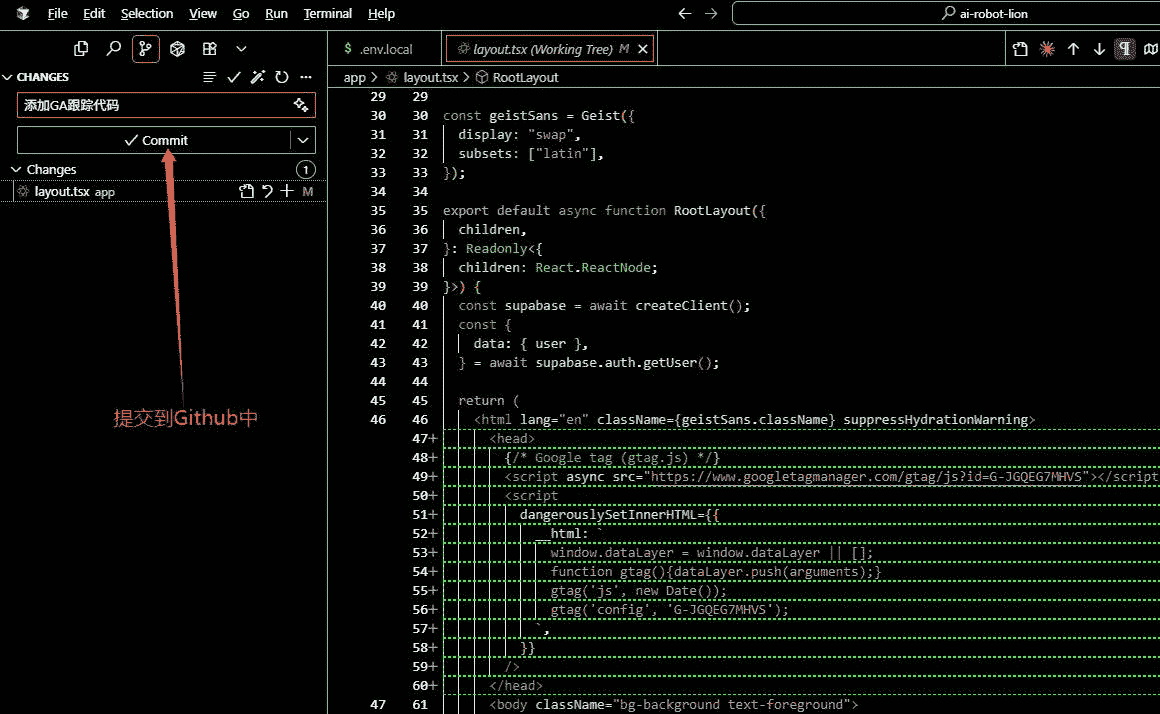 File Edit Selection View Go Run Terminal Help
ai-robot-lion
$ .env.local
layout.tsx (Working Tree) M
CHANGES
app > layout.tsx > RootLayout
添加GA跟踪代码
Commit
Changes 1
layout.tsx app M
提交到Github中
29 29
30 30 const geistSans = Geist({
31 31 display: "swap",
32 32 subsets: ["latin"],
33 33 });
34 34
35 35 export default async function RootLayout({
36 36 children,
37 37 }: Readonly<{
38 38 children: React.ReactNode;
39 39 }>) {
40 40 const supabase = await createClient();
41 41 const {
42 42 data: { user },
43 43 } = await supabase.auth.getUser();
44 44
45 45 return (
46 46 <html lang="en" className={geistSans.className} suppressHydrationWarning>
47+ <head>
48+ {/* Google tag (gtag.js) */}
49+ <script async src="https://www.googletagmanager.com/gtag/js?id=G-JGQEG7MHVS"></script
50+ <script
51+ dangerouslySetInnerHTML={{
52+ __html: `
53+ window.dataLayer = window.dataLayer || [];
54+ function gtag(){dataLayer.push(arguments);}
55+ gtag('js', new Date());
56+ gtag('config', 'G-JGQEG7MHVS');
57+ `,
58+ }}
59+ />
60+ </head>
47 61 <body className="bg-background text-foreground">